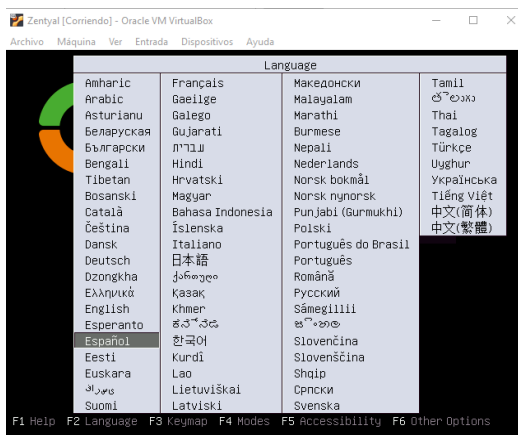 Zentyal [Corriendo] - Oracle VM VirtualBox
Archivo Máquina Ver Entrada Dispositivos Ayuda
Language
Amharic
Arabic
Asturianu
Беларуская
Български
Bengali
Tibetan
Bosanski
Català
Čeština
Dansk
Deutsch
Dzongkha
Ελληνικά
English
Esperanto
Español
Eesti
Euskara
Suomi
Français
Gaeilge
Galego
Gujarati
עברית
Hindi
Hrvatski
Magyar
Bahasa Indonesia
Íslenska
Italiano
日本語
ქართული
Қазақ
Khmer
ಕನ್ನಡ
한국어
Kurdî
Lao
Lietuviškai
Latviski
Македонски
Malayalam
Marathi
Burmese
Nepali
Nederlands
Norsk bokmål
Norsk nynorsk
Punjabi (Gurmukhi)
Polski
Português do Brasil
Português
Română
Русский
Sámegillii
සිංහල
Slovenčina
Slovenščina
Shqip
Српски
Svenska
Tamil
తెలుగు
Thai
Tagalog
Türkçe
Uyghur
Українська
Tiếng Việt
中文(简体)
中文(繁體)
F1 Help F2 Language F3 Keymap F4 Modes F5 Accessibility F6 Other Options